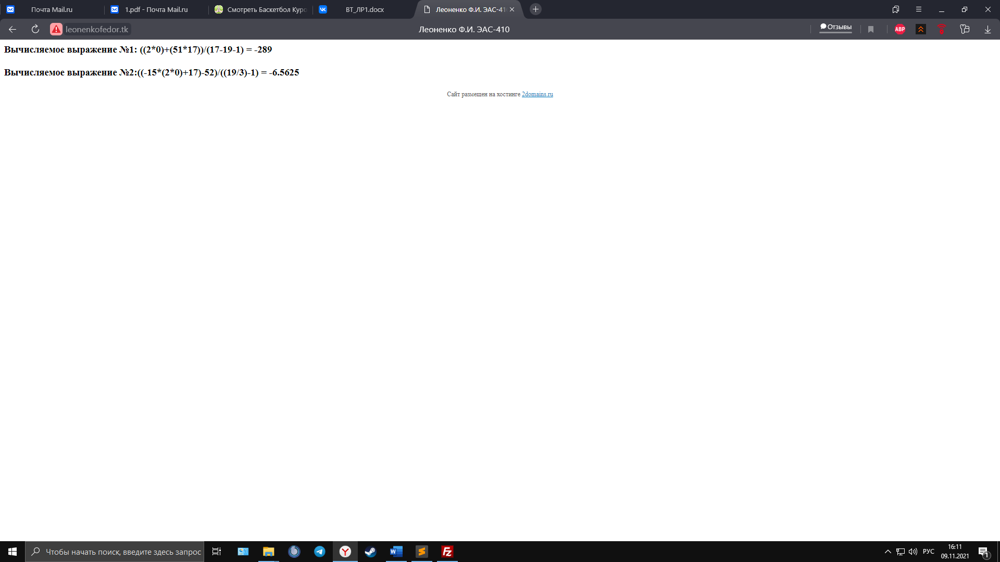 Почта Mail.ru
1.pdf - Почта Mail.ru
Смотреть Баскетбол Куро
ВТ_ЛР1.docx
Леоненко Ф.И. ЭАС-41
leonenkofedor.tk
Леоненко Ф.И. ЭАС-410
Отзывы
ABP
Вычисляемое выражение №1: ((2*0)+(51*17))/(17-19-1) = -289
Вычисляемое выражение №2:((-15*(2*0)+17)-52)/((19/3)-1) = -6.5625
Сайт размещен на хостинге 2domains.ru
Чтобы начать поиск, введите здесь запрос
РУС
16:11
09.11.2021
1